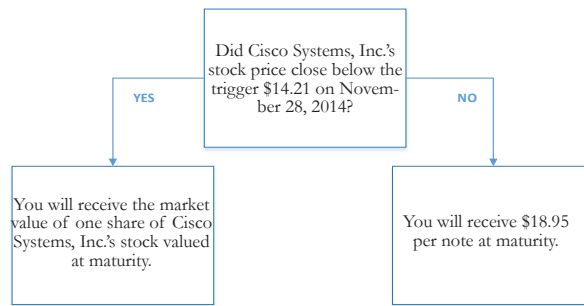 Did Cisco Systems, Inc.'s
stock price close below the
trigger $14.21 on Novem-
ber 28, 2014?
YES
NO
You will receive the market
value of one share of Cisco
Systems, Inc.'s stock valued
at maturity.
You will receive $18.95
per note at maturity.